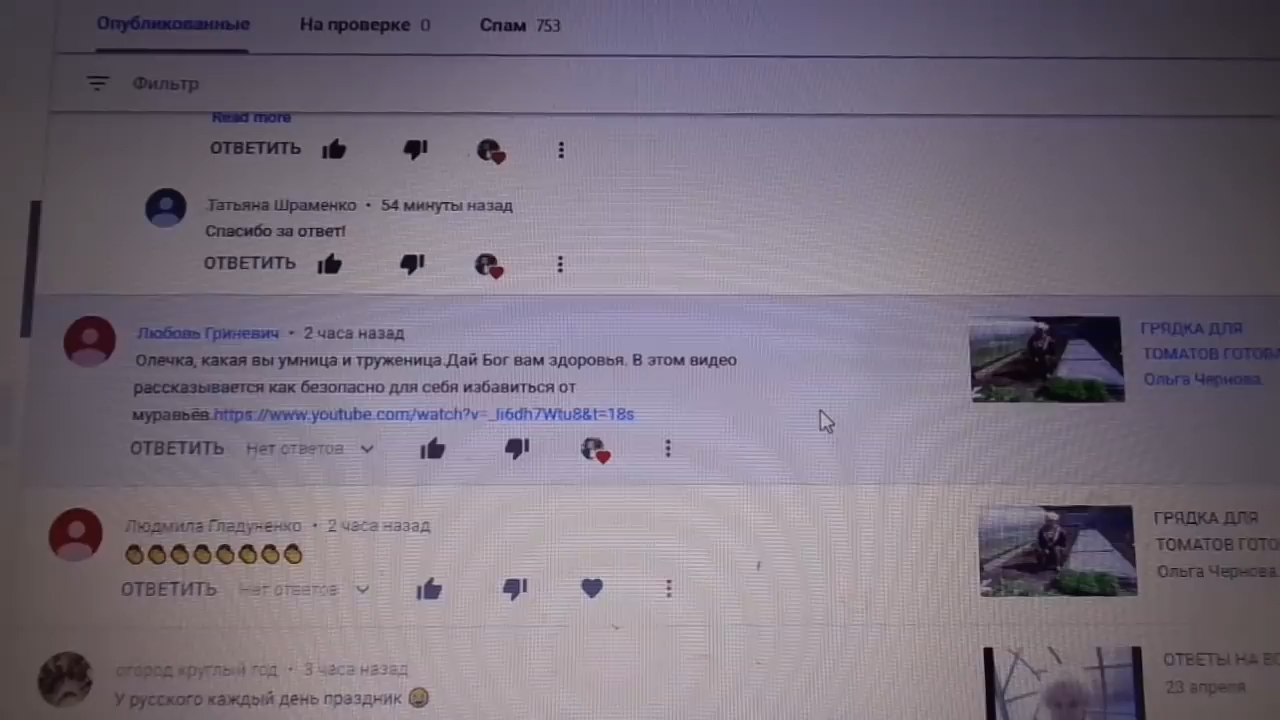 Опубликованные На проверке 0 Спам 753
Фильтр
Read more
ОТВЕТИТЬ
Татьяна Шраменко • 54 минуты назад
Спасибо за ответ!
ОТВЕТИТЬ
Любовь Гриневич • 2 часа назад
Олечка, какая вы умница и труженица.Дай Бог вам здоровья. В этом видео
рассказывается как безопасно для себя избавиться от
муравьёв.https://www.youtube.com/watch?v=_li6dh7Wtu8&t=18s
ОТВЕТИТЬ Нет ответов
ГРЯДКА ДЛЯ
ТОМАТОВ ГОТОВА
Ольга Чернова.
Людмила Гладуненко • 2 часа назад
ОТВЕТИТЬ Нет ответов
ГРЯДКА ДЛЯ
ТОМАТОВ ГОТО
Ольга Чернова.
огород круглый год • 3 часа назад
У русского каждый день праздник
ОТВЕТЫ НА ВО
23 апреля